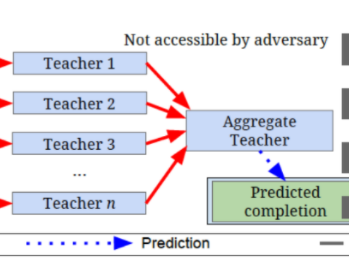 Not accessible by adversary
Teacher 1
Teacher 2
Teacher 3
...
Teacher n
Aggregate
Teacher
Predicted
completion
Prediction